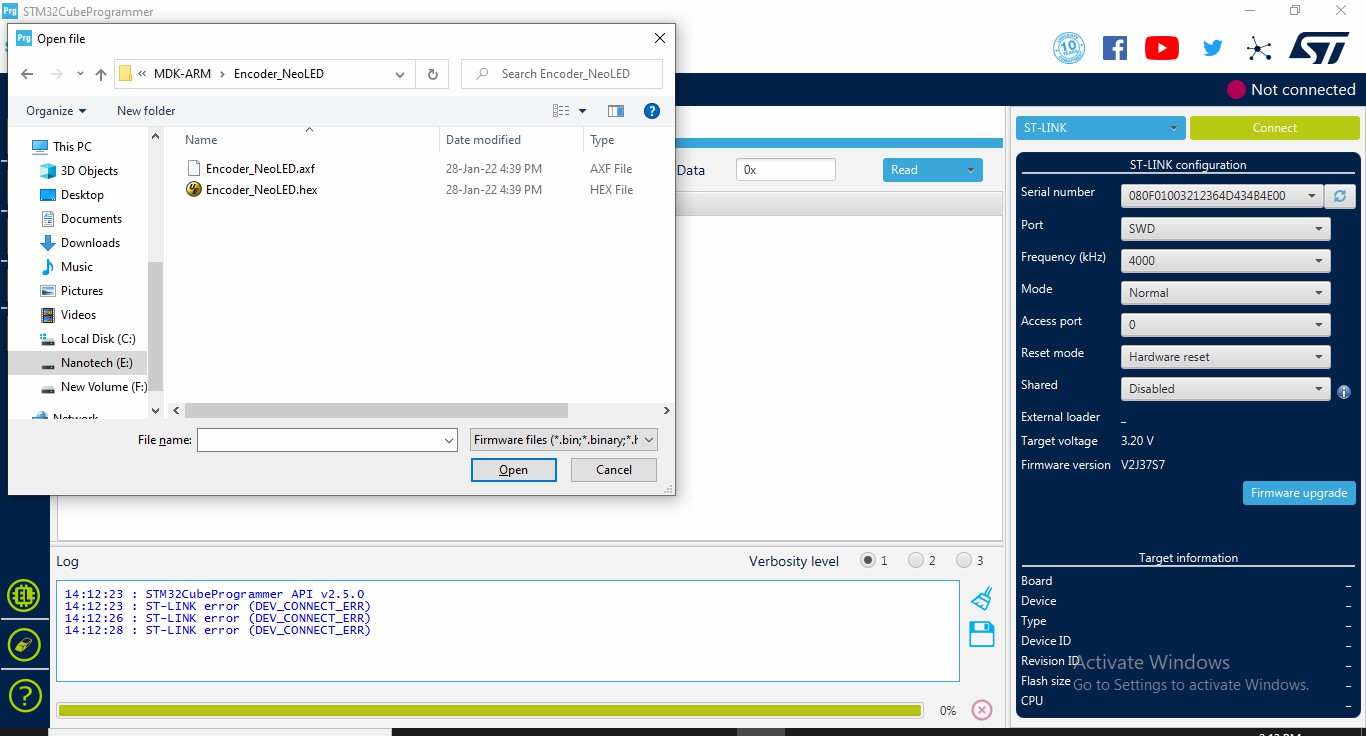 Prg STM32CubeProgrammer
Prg Open file
« MDK-ARM › Encoder_NeoLED
Search Encoder_NeoLED
Organize
New folder
Name
Date modified
Type
Encoder_NeoLED.axf 28-Jan-22 4:39 PM AXF File
Encoder_NeoLED.hex 28-Jan-22 4:39 PM HEX File
This PC
3D Objects
Desktop
Documents
Downloads
Music
Pictures
Videos
Local Disk (C:)
Nanotech (E:)
New Volume (F:)
Network
File name:
Firmware files (*.bin;*.binary;*.h
Open
Cancel
10 YEARS
ST
Not connected
Data 0x Read
ST-LINK Connect
ST-LINK configuration
Serial number 080F01003212364D434B4E00
Port SWD
Frequency (kHz) 4000
Mode Normal
Access port 0
Reset mode Hardware reset
Shared Disabled
External loader _
Target voltage 3.20 V
Firmware version V2J37S7
Firmware upgrade
Target information
Board _
Device _
Type _
Device ID _
Revision ID _
Flash size _
CPU _
Activate Windows
Go to Settings to activate Windows.
Log
Verbosity level 1 2 3
14:12:23 : STM32CubeProgrammer API v2.5.0
14:12:23 : ST-LINK error (DEV_CONNECT_ERR)
14:12:26 : ST-LINK error (DEV_CONNECT_ERR)
14:12:28 : ST-LINK error (DEV_CONNECT_ERR)
0%